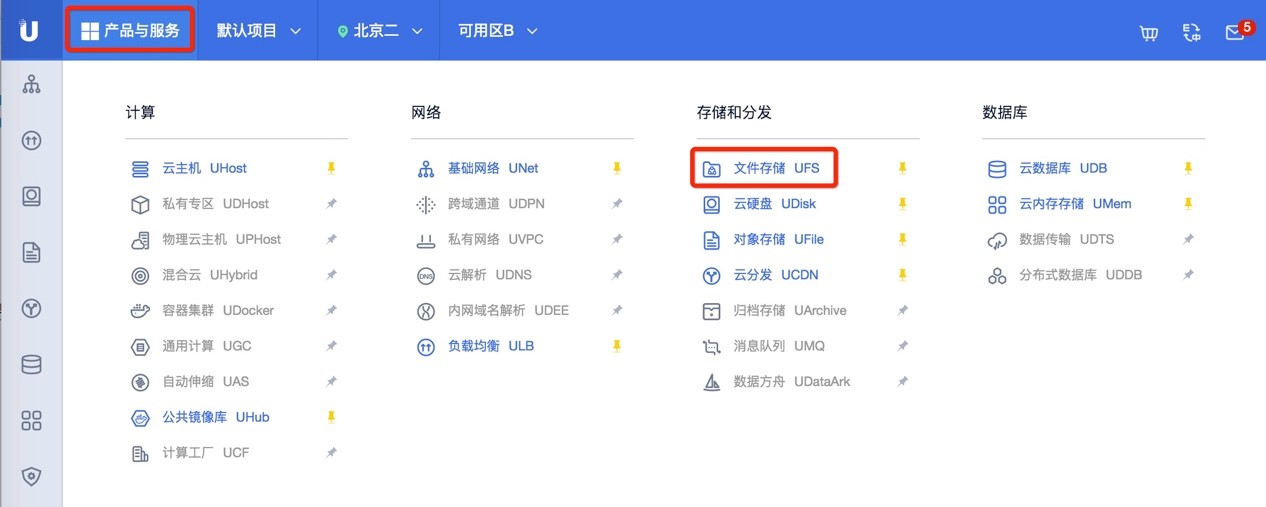 U 产品与服务 默认项目 北京二 可用区B 5
计算
云主机 UHost
私有专区 UDHost
物理云主机 UPHost
混合云 UHybrid
容器集群 UDocker
通用计算 UGC
自动伸缩 UAS
公共镜像库 UHub
计算工厂 UCF
网络
基础网络 UNet
跨域通道 UDPN
私有网络 UVPC
DNS 云解析 UDNS
内网域名解析 UDEE
负载均衡 ULB
存储和分发
文件存储 UFS
云硬盘 UDisk
对象存储 UFile
云分发 UCDN
归档存储 UArchive
消息队列 UMQ
数据方舟 UDataArk
数据库
云数据库 UDB
云内存存储 UMem
数据传输 UDTS
分布式数据库 UDDB